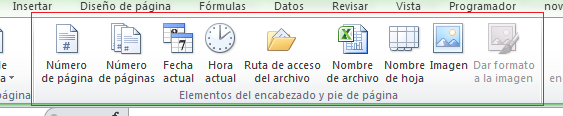 Insertar Diseño de página Fórmulas Datos Revisar Vista Programador nov
Número de página Número de páginas Fecha actual Hora actual Ruta de acceso del archivo Nombre de archivo Nombre de hoja Imagen Dar formato a la imagen
página Elementos del encabezado y pie de página